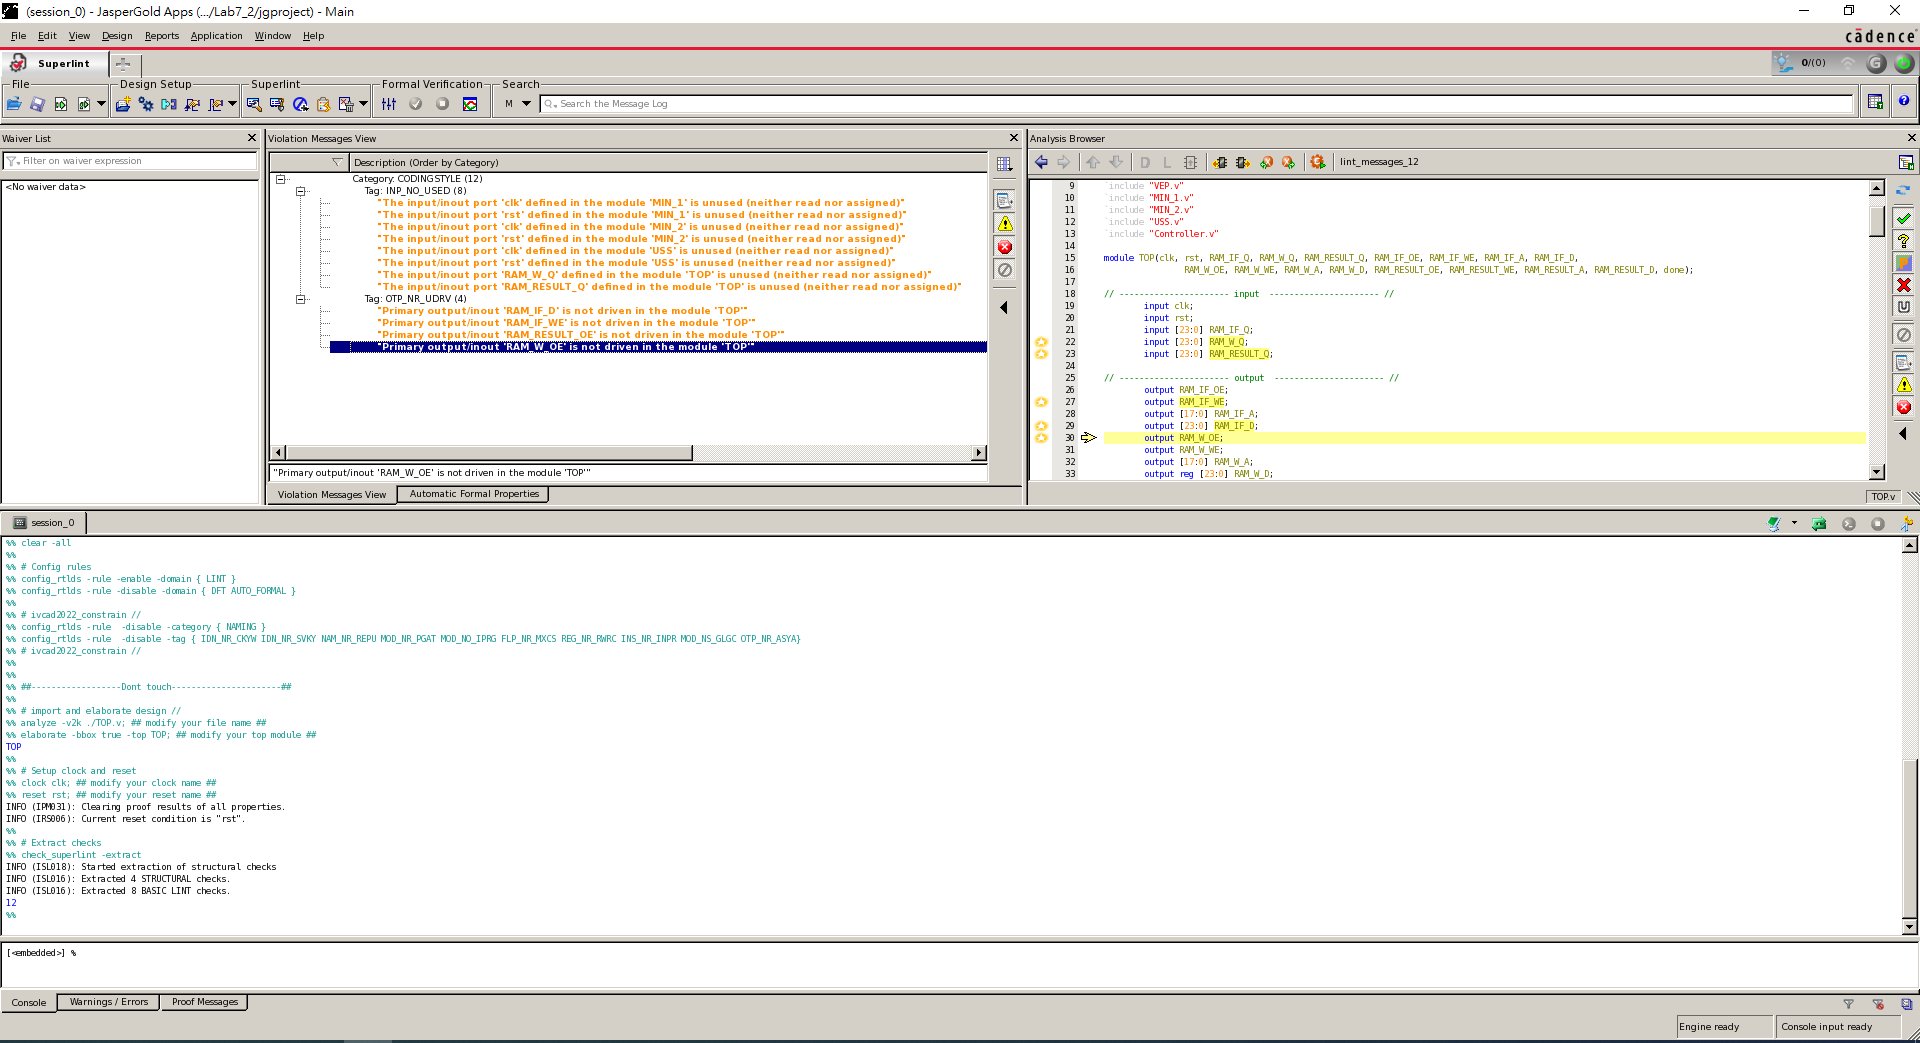 (session_0) - JasperGold Apps (.../Lab7_2/jgproject) - Main
File Edit View Design Reports Application Window Help
cādence
Superlint
0/(0)
File Design Setup Superlint Formal Verification Search
M Search the Message Log
Waiver List
Filter on waiver expression
<No waiver data>
Violation Messages View
Description (Order by Category)
Category: CODINGSTYLE (12)
Tag: INP_NO_USED (8)
"The input/inout port 'clk' defined in the module 'MIN_1' is unused (neither read nor assigned)"
"The input/inout port 'rst' defined in the module 'MIN_1' is unused (neither read nor assigned)"
"The input/inout port 'clk' defined in the module 'MIN_2' is unused (neither read nor assigned)"
"The input/inout port 'rst' defined in the module 'MIN_2' is unused (neither read nor assigned)"
"The input/inout port 'clk' defined in the module 'USS' is unused (neither read nor assigned)"
"The input/inout port 'rst' defined in the module 'USS' is unused (neither read nor assigned)"
"The input/inout port 'RAM_W_Q' defined in the module 'TOP' is unused (neither read nor assigned)"
"The input/inout port 'RAM_RESULT_Q' defined in the module 'TOP' is unused (neither read nor assigned)"
Tag: OTP_NR_UDRV (4)
"Primary output/inout 'RAM_IF_D' is not driven in the module 'TOP'"
"Primary output/inout 'RAM_IF_WE' is not driven in the module 'TOP'"
"Primary output/inout 'RAM_RESULT_OE' is not driven in the module 'TOP'"
"Primary output/inout 'RAM_W_OE' is not driven in the module 'TOP'"
"Primary output/inout 'RAM_W_OE' is not driven in the module 'TOP'"
Violation Messages View Automatic Formal Properties
Analysis Browser
D L lint_messages_12
9 `include "VEP.v"
10 `include "MIN_1.v"
11 `include "MIN_2.v"
12 `include "USS.v"
13 `include "Controller.v"
14
15 module TOP(clk, rst, RAM_IF_Q, RAM_W_Q, RAM_RESULT_Q, RAM_IF_OE, RAM_IF_WE, RAM_IF_A, RAM_IF_D,
16 RAM_W_OE, RAM_W_WE, RAM_W_A, RAM_W_D, RAM_RESULT_OE, RAM_RESULT_WE, RAM_RESULT_A, RAM_RESULT_D, done);
17
18 // ---------------------- input ---------------------- //
19 input clk;
20 input rst;
21 input [23:0] RAM_IF_Q;
22 input [23:0] RAM_W_Q;
23 input [23:0] RAM_RESULT_Q;
24
25 // ---------------------- output ---------------------- //
26 output RAM_IF_OE;
27 output RAM_IF_WE;
28 output [17:0] RAM_IF_A;
29 output [23:0] RAM_IF_D;
30 output RAM_W_OE;
31 output RAM_W_WE;
32 output [17:0] RAM_W_A;
33 output reg [23:0] RAM_W_D;
TOP.v
session_0
%% clear -all
%%
%% # Config rules
%% config_rtlds -rule -enable -domain { LINT }
%% config_rtlds -rule -disable -domain { DFT AUTO_FORMAL }
%%
%% # ivcad2022_constrain //
%% config_rtlds -rule  -disable -category { NAMING }
%% config_rtlds -rule  -disable -tag { IDN_NR_CKYW IDN_NR_SVKY NAM_NR_REPU MOD_NR_PGAT MOD_NO_IPRG FLP_NR_MXCS REG_NR_RWRC INS_NR_INPR MOD_NS_GLGC OTP_NR_ASYA}
%% # ivcad2022_constrain //
%%
%%
%% ##------------------Dont touch----------------------##
%%
%% # import and elaborate design //
%% analyze -v2k ./TOP.v; ## modify your file name ##
%% elaborate -bbox true -top TOP; ## modify your top module ##
TOP
%%
%% # Setup clock and reset
%% clock clk; ## modify your clock name ##
%% reset rst; ## modify your reset name ##
INFO (IPM031): Clearing proof results of all properties.
INFO (IRS006): Current reset condition is "rst".
%%
%% # Extract checks
%% check_superlint -extract
INFO (ISL018): Started extraction of structural checks
INFO (ISL016): Extracted 4 STRUCTURAL checks.
INFO (ISL016): Extracted 8 BASIC LINT checks.
12
%%
[<embedded>] %
Console Warnings / Errors Proof Messages
Engine ready Console input ready